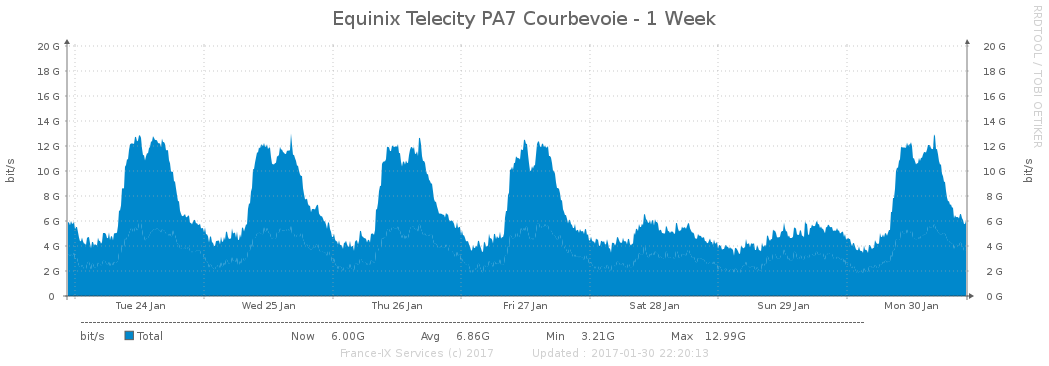 Equinix Telecity PA7 Courbevoie - 1 Week
RRDTOOL / TOBI OETIKER
bit/s
20 G 20 G
18 G 18 G
16 G 16 G
14 G 14 G
12 G 12 G
10 G 10 G
8 G 8 G
6 G 6 G
4 G 4 G
2 G 2 G
0 0 G
bit/s
Tue 24 Jan Wed 25 Jan Thu 26 Jan Fri 27 Jan Sat 28 Jan Sun 29 Jan Mon 30 Jan
bit/s Total Now 6.00G Avg 6.86G Min 3.21G Max 12.99G
France-IX Services (c) 2017 Updated : 2017-01-30 22:20:13